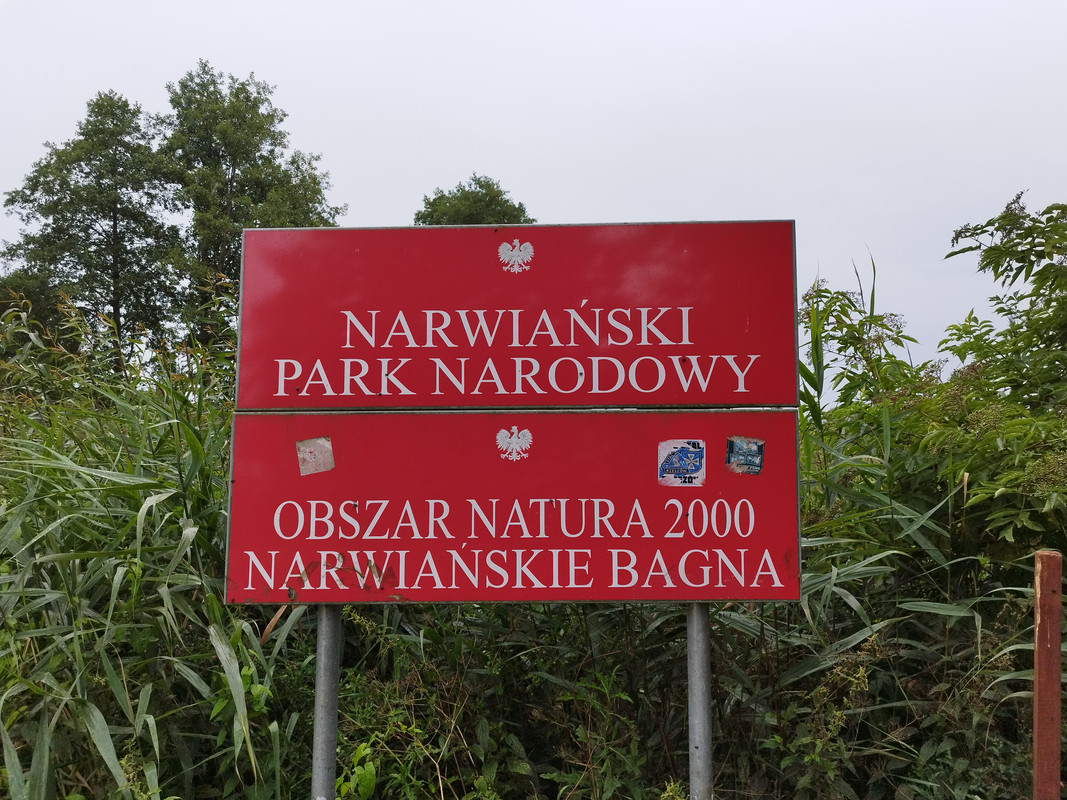 NARWIAŃSKI
PARK NARODOWY
OBSZAR NATURA 2000
NARWIAŃSKIE BAGNA